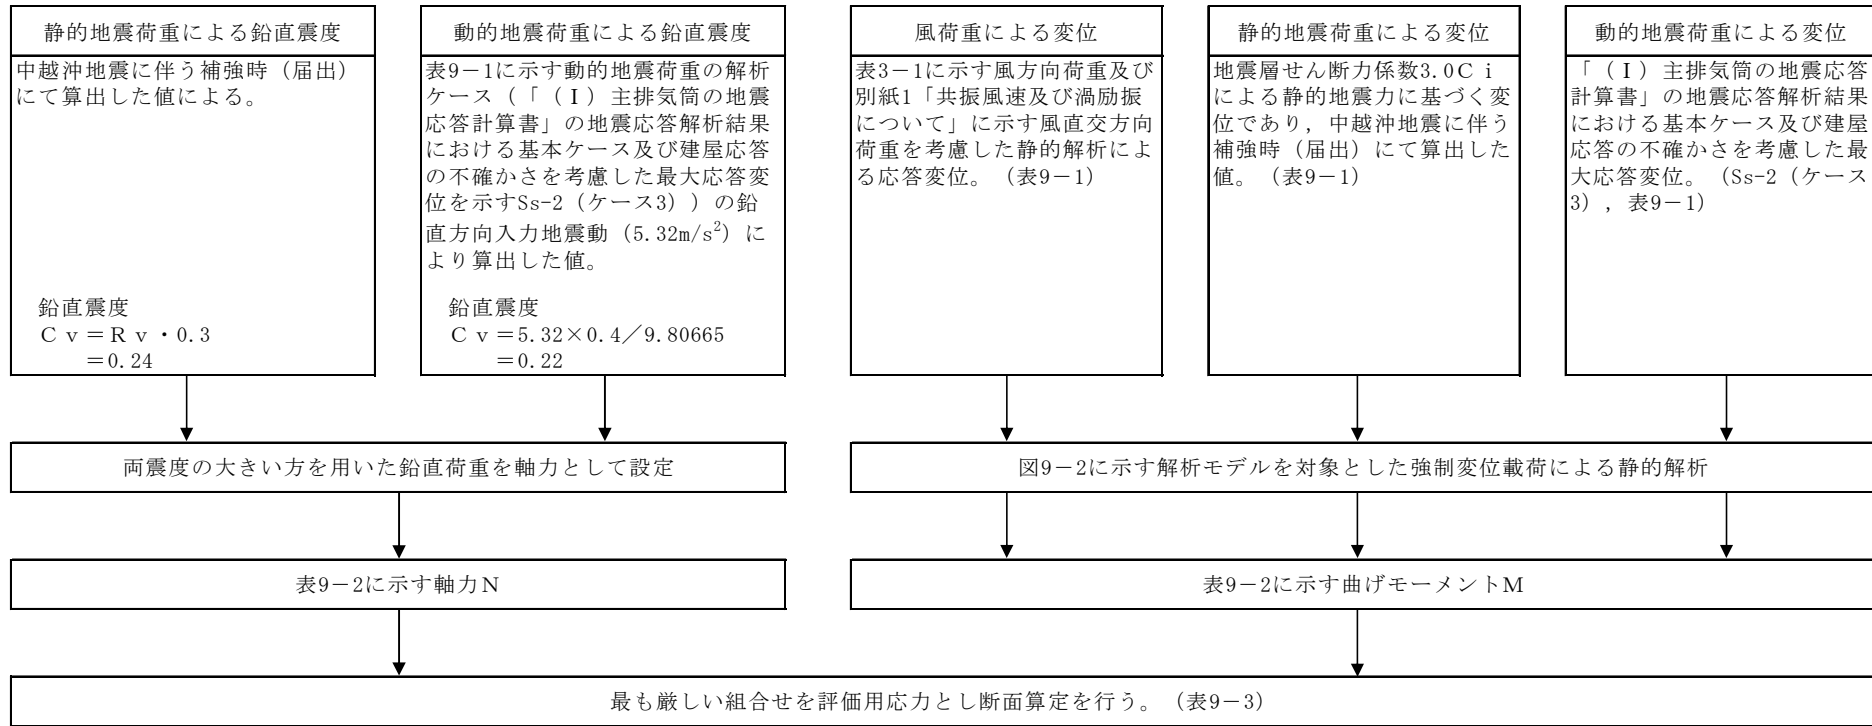 静的地震荷重による鉛直震度
中越沖地震に伴う補強時（届出）
にて算出した値による。
鉛直震度
Ｃｖ＝Ｒｖ・0.3
＝0.24
動的地震荷重による鉛直震度
表9－1に示す動的地震荷重の解析
ケース（「（Ⅰ）主排気筒の地震
応答計算書」の地震応答解析結果
における基本ケース及び建屋応答
の不確かさを考慮した最大応答変
位を示すSs-2（ケース3））の鉛
直方向入力地震動（5.32m/s²）に
より算出した値。
鉛直震度
Ｃｖ＝5.32×0.4／9.80665
＝0.22
風荷重による変位
表3－1に示す風方向荷重及び
別紙1「共振風速及び渦励振
について」に示す風直交方向
荷重を考慮した静的解析によ
る応答変位。（表9－1）
静的地震荷重による変位
地震層せん断力係数3.0Ｃｉ
による静的地震力に基づく変
位であり，中越沖地震に伴う
補強時（届出）にて算出した
値。（表9－1）
動的地震荷重による変位
「（Ⅰ）主排気筒の地震応答
計算書」の地震応答解析結果
における基本ケース及び建屋
応答の不確かさを考慮した最
大応答変位。（Ss-2（ケース
3），表9－1）
両震度の大きい方を用いた鉛直荷重を軸力として設定
図9－2に示す解析モデルを対象とした強制変位載荷による静的解析
表9－2に示す軸力Ｎ
表9－2に示す曲げモーメントＭ
最も厳しい組合せを評価用応力とし断面算定を行う。（表9－3）